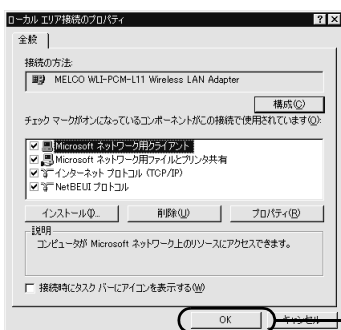 ローカル エリア接続のプロパティ
全般
接続の方法:
MELCO WLI-PCM-L11 Wireless LAN Adapter
構成(C)
チェック マークがオンになっているコンポーネントがこの接続で使用されています(O):
Microsoft ネットワーク用クライアント
Microsoft ネットワーク用ファイルとプリンタ共有
インターネット プロトコル (TCP/IP)
NetBEUI プロトコル
インストール(I)...
削除(U)
プロパティ(R)
説明
コンピュータが Microsoft ネットワーク上のリソースにアクセスできます。
接続時にタスク バーにアイコンを表示する(W)
OK
キャンセル